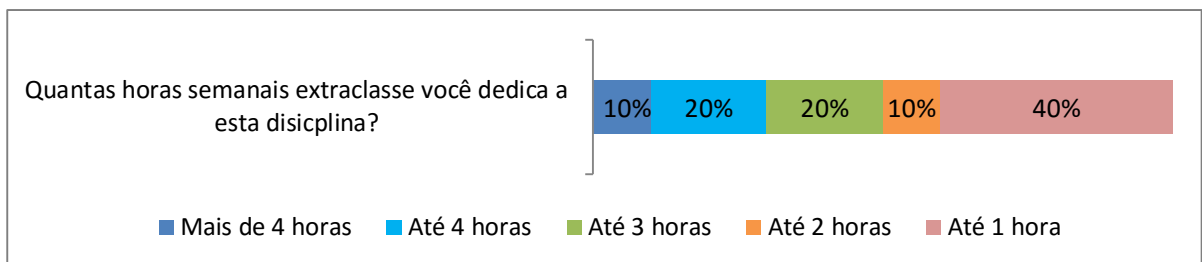 Quantas horas semanais extraclasse você dedica a
esta disicplina?
10% 20% 20% 10% 40%
Mais de 4 horas Até 4 horas Até 3 horas Até 2 horas Até 1 hora